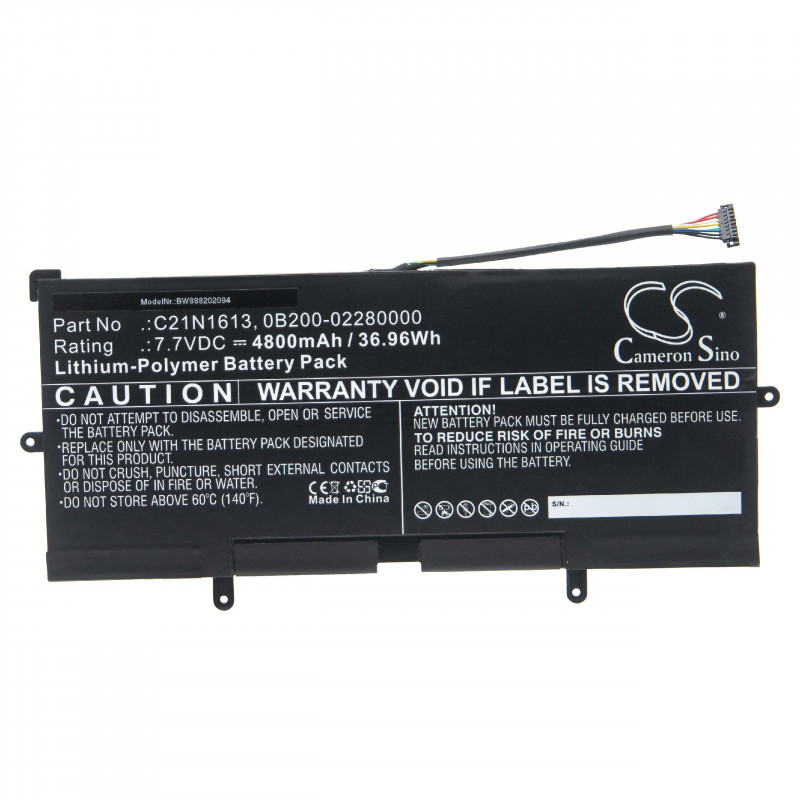 ModelNr.: BW888202094
Part No .: C21N1613, 0B200-02280000
Rating .: 7.7VDC ⎓ 4800mAh / 36.96Wh
Lithium-Polymer Battery Pack
CS
Cameron Sino
CAUTION
WARRANTY VOID IF LABEL IS REMOVED
•DO NOT ATTEMPT TO DISASSEMBLE, OPEN OR SERVICE
THE BATTERY PACK.
•REPLACE ONLY WITH THE BATTERY PACK DESIGNATED
FOR THIS PRODUCT.
•DO NOT CRUSH, PUNCTURE, SHORT EXTERNAL CONTACTS
OR DISPOSE OF IN FIRE OR WATER.
•DO NOT STORE ABOVE 60°C (140°F).
CE
Made In China
ATTENTION!
NEW BATTERY PACK MUST BE FULLY CHARGED BEFORE USE.
TO REDUCE RISK OF FIRE OR BURNS
READ INSTRUCTIONS IN OPERATING GUIDE
BEFORE USING THE BATTERY PACK.
S/N.: